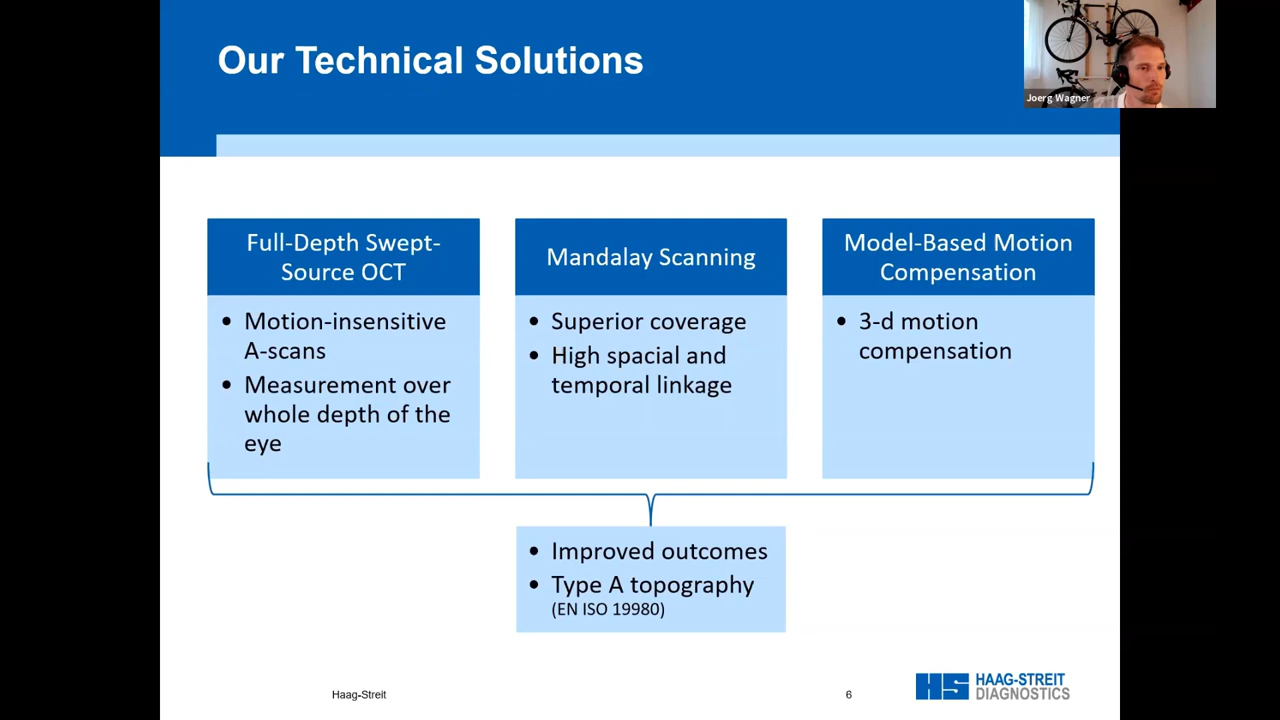 Our Technical Solutions
Joerg Wagner
Full-Depth Swept-
Source OCT
• Motion-insensitive
A-scans
• Measurement over
whole depth of the
eye
Mandalay Scanning
• Superior coverage
• High spacial and
temporal linkage
Model-Based Motion
Compensation
• 3-d motion
compensation
• Improved outcomes
• Type A topography
(EN ISO 19980)
Haag-Streit
6
HS HAAG-STREIT
DIAGNOSTICS